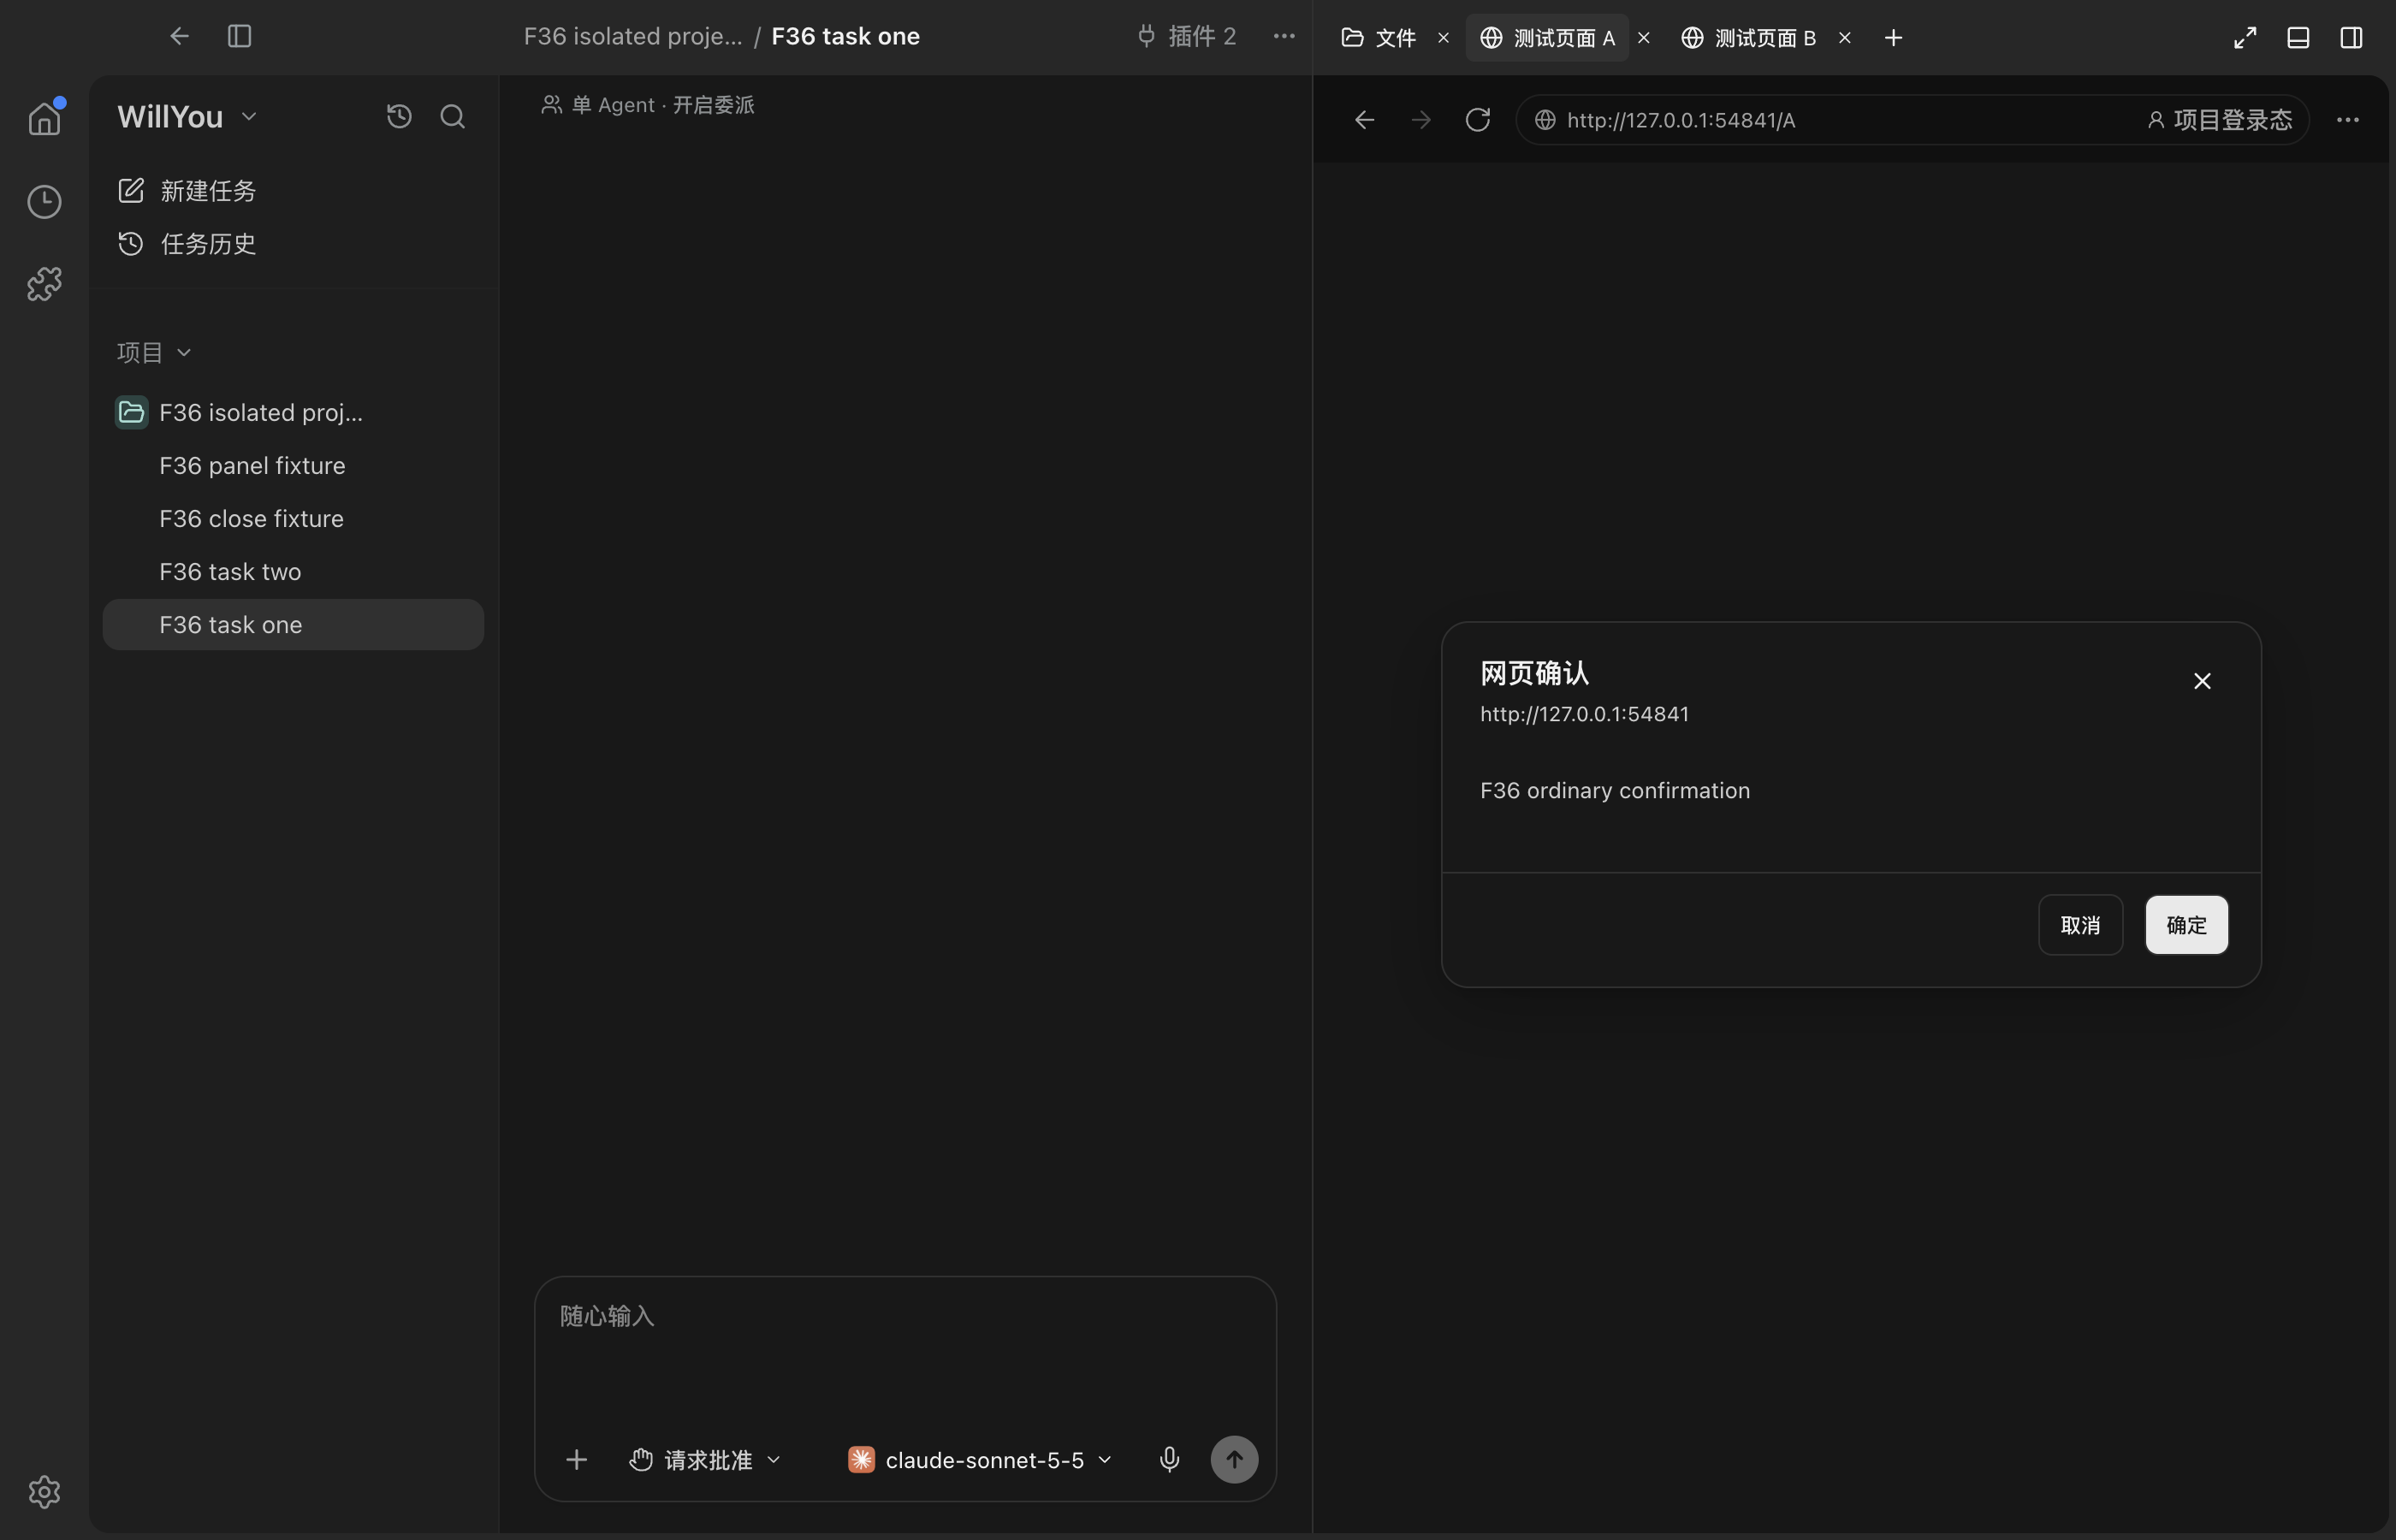 F36 isolated proje... / F36 task one
插件 2
文件
测试页面 A
测试页面 B
WillYou
新建任务
任务历史
项目
F36 isolated proj...
F36 panel fixture
F36 close fixture
F36 task two
F36 task one
单 Agent · 开启委派
随心输入
请求批准
claude-sonnet-5-5
http://127.0.0.1:54841/A
项目登录态
网页确认
http://127.0.0.1:54841
F36 ordinary confirmation
取消
确定